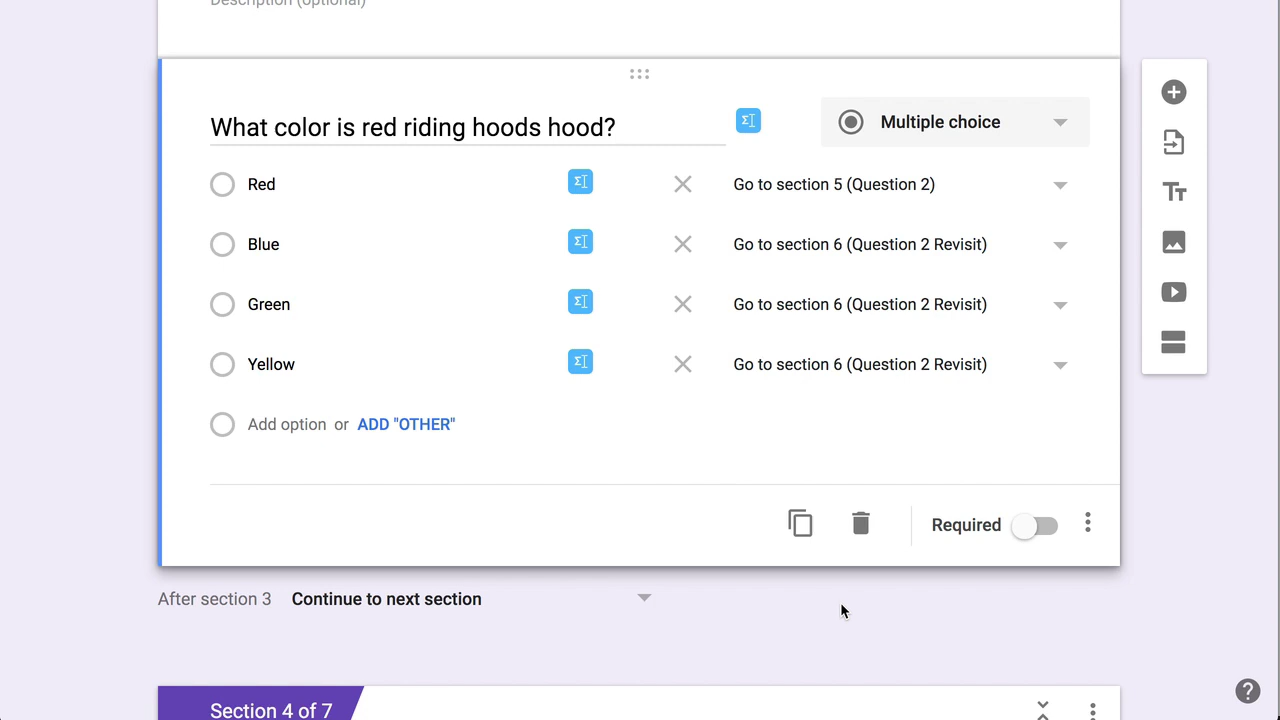 Description (optional)
What color is red riding hoods hood?
Multiple choice
Red
Go to section 5 (Question 2)
Blue
Go to section 6 (Question 2 Revisit)
Green
Go to section 6 (Question 2 Revisit)
Yellow
Go to section 6 (Question 2 Revisit)
Add option or ADD "OTHER"
Required
After section 3 Continue to next section
Section 4 of 7